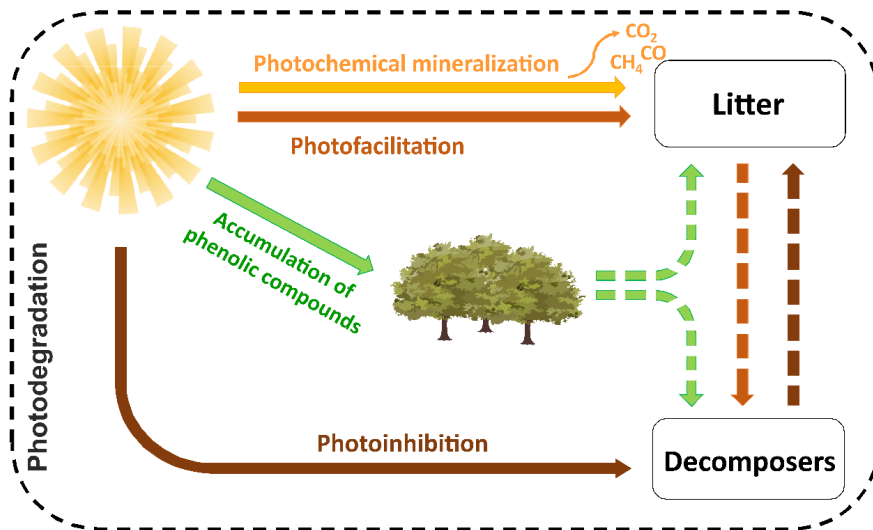 CO₂
CH₄ CO
Photochemical mineralization
Litter
Photofacilitation
Accumulation of
phenolic compounds
Photodegradation
Photoinhibition
Decomposers